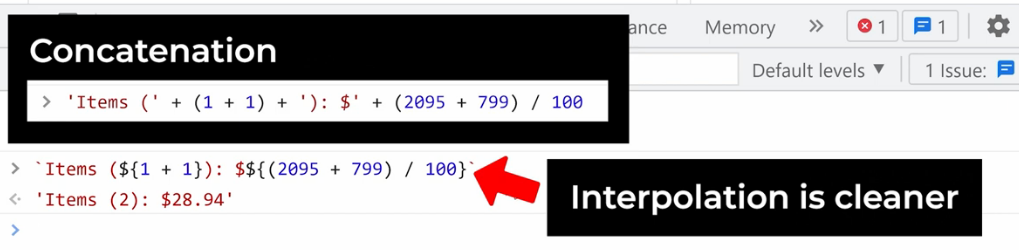 ance Memory 1 1
Concatenation
Default levels ▼ 1 Issue:
> 'Items (' + (1 + 1) + '): $' + (2095 + 799) / 100
> `Items (${1 + 1}): $${(2095 + 799) / 100}`
'Items (2): $28.94'
Interpolation is cleaner
>